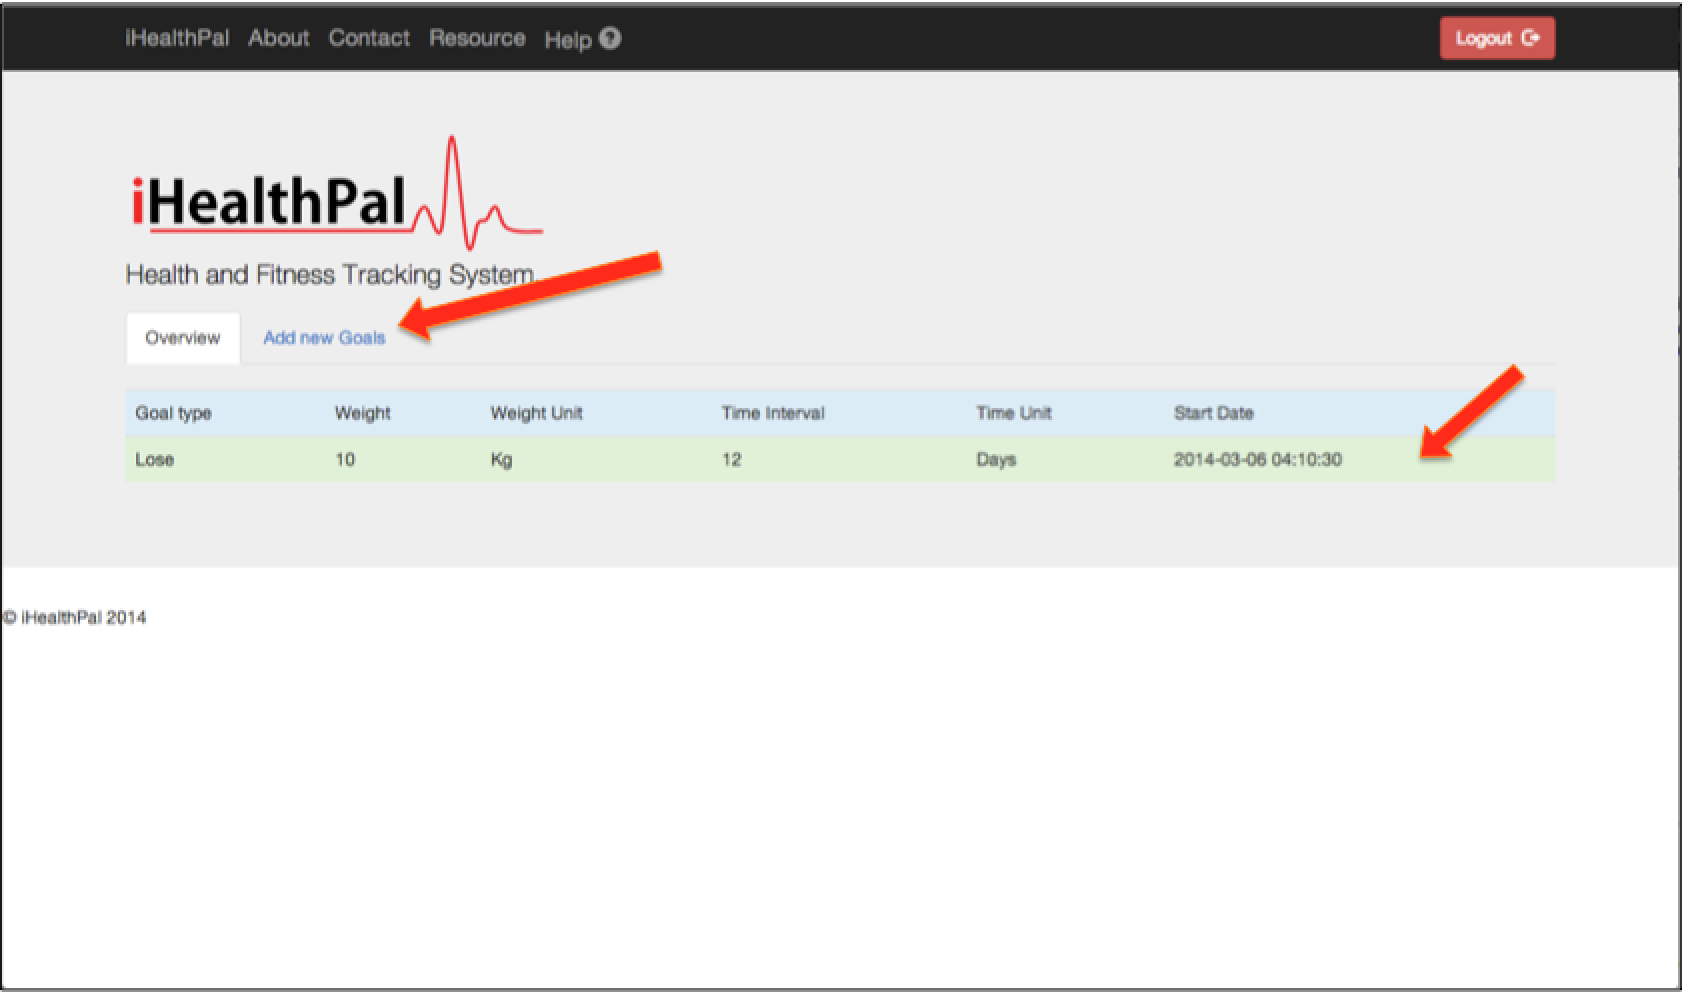 iHealthPal About Contact Resource Help ? Logout
iHealthPal
Health and Fitness Tracking System
Overview Add new Goals
Goal type Weight Weight Unit Time Interval Time Unit Start Date
Lose 10 Kg 12 Days 2014-03-06 04:10:30
© iHealthPal 2014